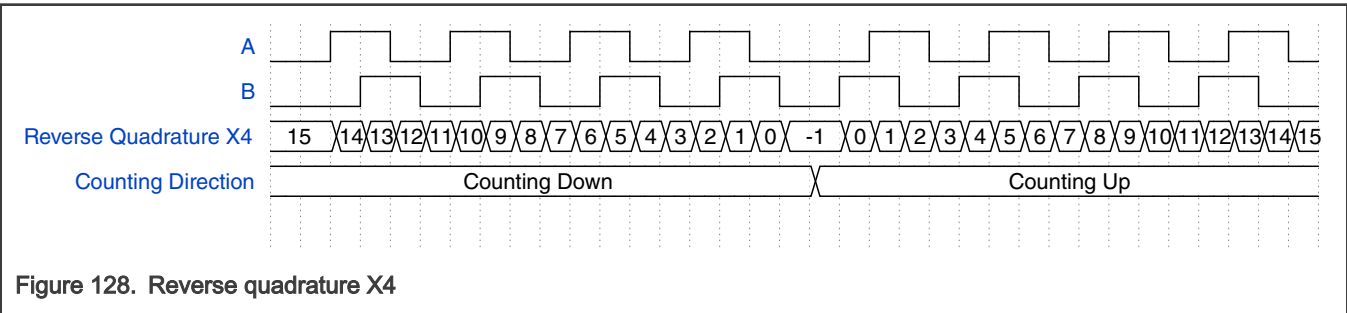 A
B
Reverse Quadrature X4 15 14 13 12 11 10 9 8 7 6 5 4 3 2 1 0 -1 0 1 2 3 4 5 6 7 8 9 10 11 12 13 14 15
Counting Direction Counting Down Counting Up
Figure 128. Reverse quadrature X4